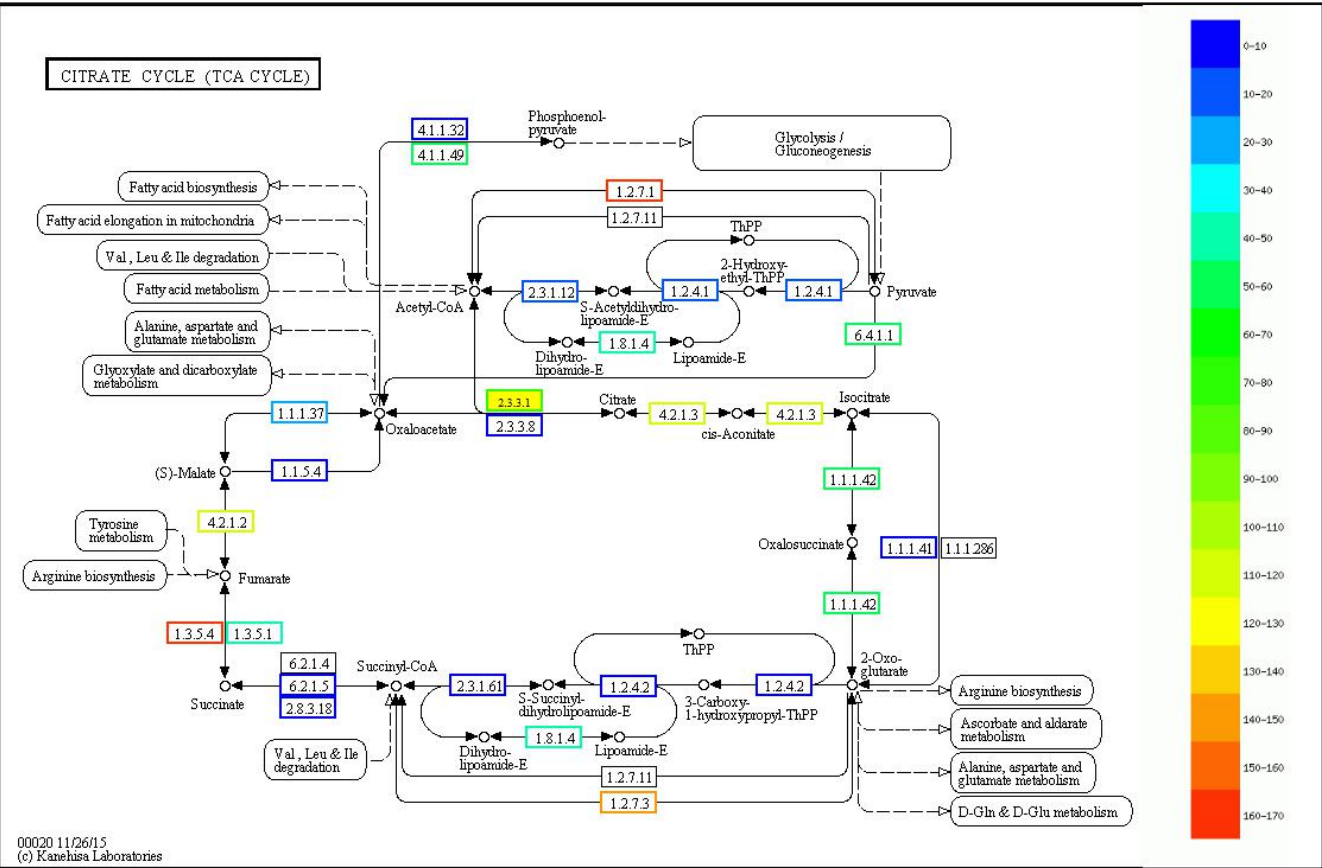 CITRATE CYCLE (TCA CYCLE)
Phosphoenol-
pyruvate
4.1.1.32
4.1.1.49
Glycolysis /
Gluconeogenesis
Fatty acid biosynthesis
Fatty acid elongation in mitochondria
Val , Leu & Ile degradation
Fatty acid metabolism
1.2.7.1
1.2.7.11
ThPP
2-Hydroxy-
ethyl-ThPP
Acetyl-CoA
2.3.1.12
S-Acetyldihydro-
lipoamide-E
1.2.4.1
1.2.4.1
Pyruvate
Alanine, aspartate and
glutamate metabolism
Glyoxylate and dicarboxylate
metabolism
Dihydro-
lipoamide-E
1.8.1.4
Lipoamide-E
6.4.1.1
1.1.1.37
Oxaloacetate
2.3.3.1
2.3.3.8
Citrate
4.2.1.3
cis-Aconitate
4.2.1.3
Isocitrate
(S)-Malate
1.1.5.4
1.1.1.42
4.2.1.2
Tyrosine
metabolism
Oxalosuccinate
1.1.1.41
1.1.1.286
Arginine biosynthesis
Fumarate
1.1.1.42
1.3.5.4
1.3.5.1
ThPP
6.2.1.4
6.2.1.5
2.8.3.18
Succinate
Succinyl-CoA
2.3.1.61
S-Succinyl-
dihydrolipoamide-E
1.2.4.2
3-Carboxy-
1-hydroxypropyl-ThPP
1.2.4.2
2-Oxo-
glutarate
Arginine biosynthesis
Ascorbate and aldarate
metabolism
Val , Leu & Ile
degradation
Dihydro-
lipoamide-E
1.8.1.4
Lipoamide-E
1.2.7.11
Alanine, aspartate and
glutamate metabolism
1.2.7.3
D-Gln & D-Glu metabolism
00020 11/26/15
(c) Kanehisa Laboratories
0-10
10-20
20-30
30-40
40-50
50-60
60-70
70-80
80-90
90-100
100-110
110-120
120-130
130-140
140-150
150-160
160-170